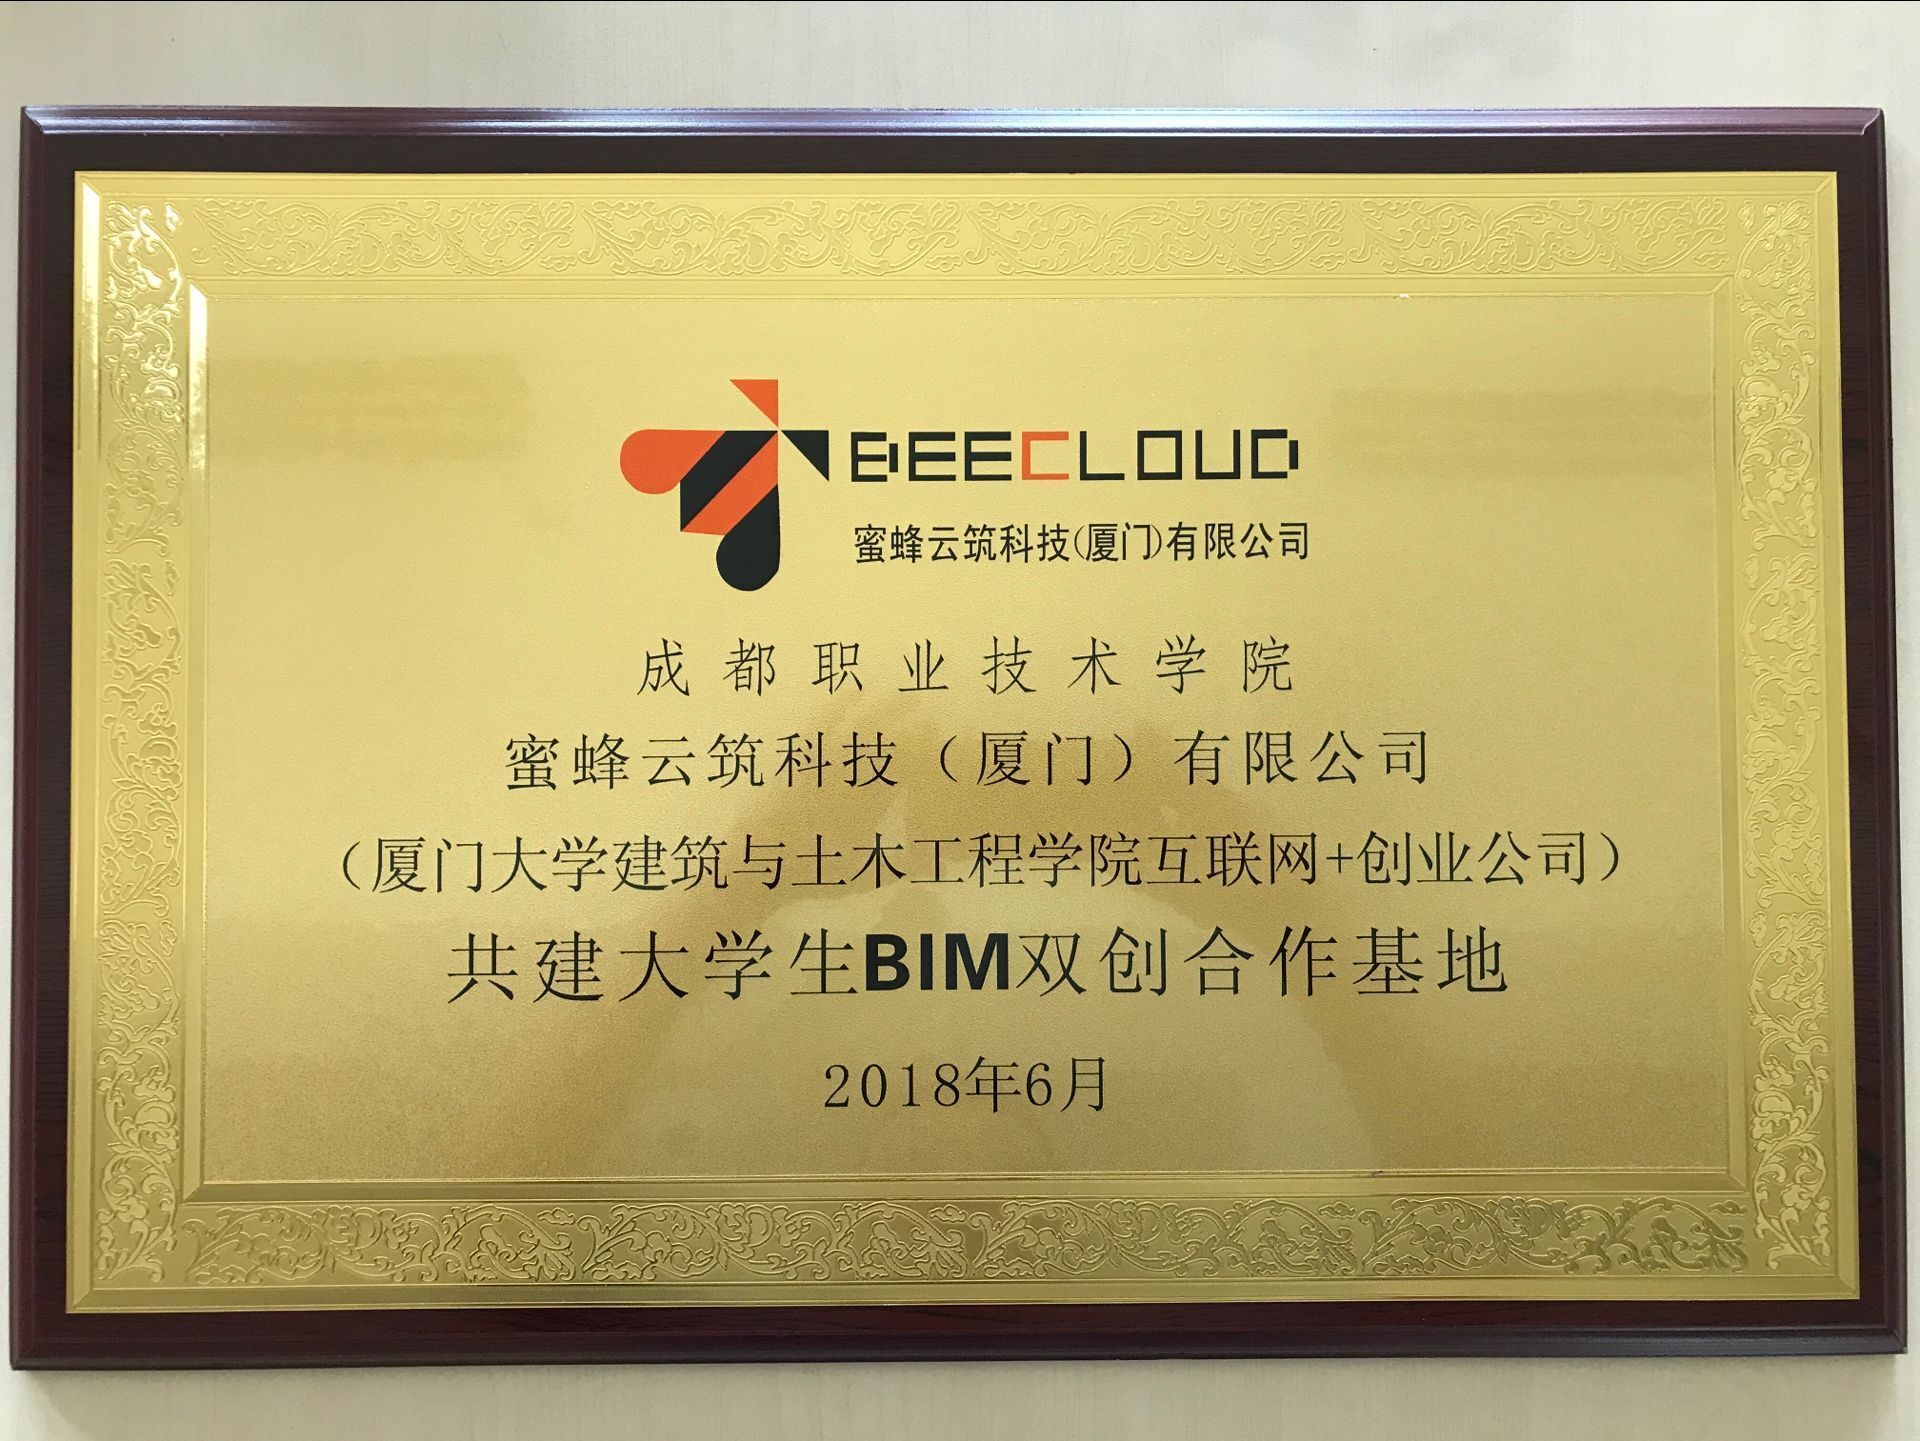 BEECLOUD
蜜蜂云筑科技(厦门)有限公司
成都职业技术学院
蜜蜂云筑科技（厦门）有限公司
（厦门大学建筑与土木工程学院互联网+创业公司）
共建大学生BIM双创合作基地
2018年6月